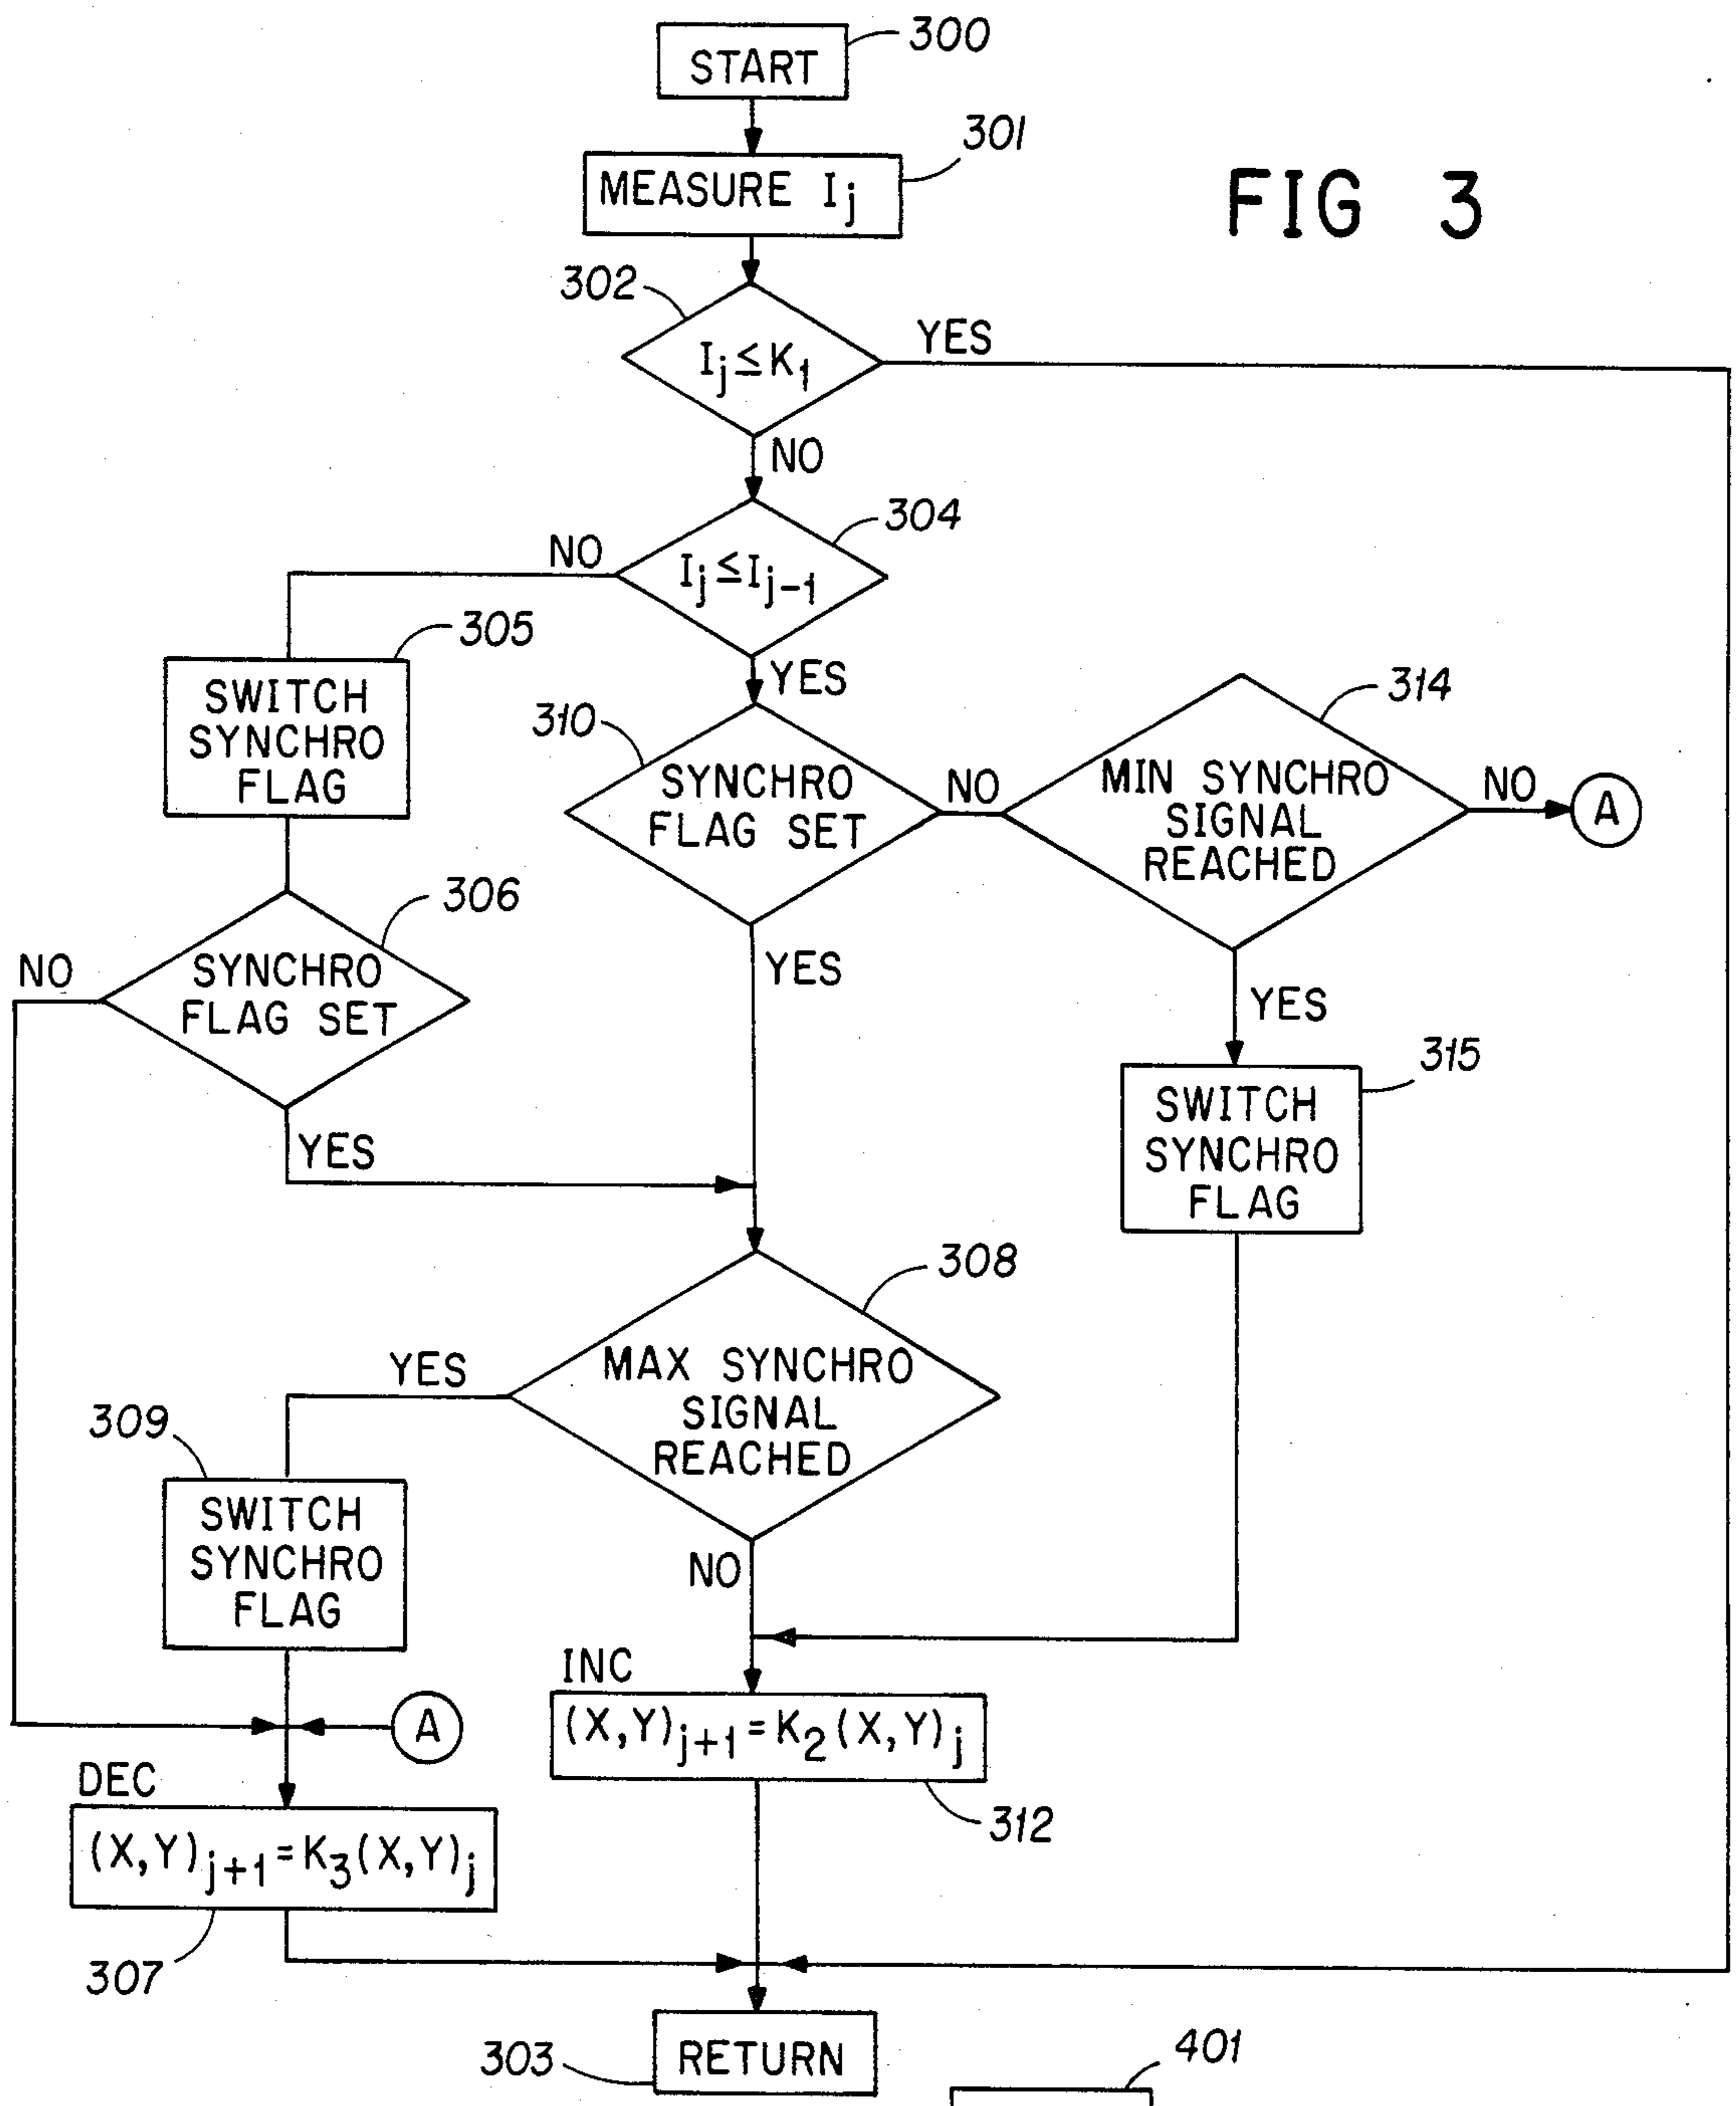 300
START
301
MEASURE Ij
FIG 3
302
Ij ≤ K1
YES
NO
304
Ij ≤ Ij-1
NO
YES
305
SWITCH
SYNCHRO
FLAG
310
SYNCHRO
FLAG SET
NO
314
MIN SYNCHRO
SIGNAL
REACHED
NO
A
306
SYNCHRO
FLAG SET
NO
YES
YES
YES
315
SWITCH
SYNCHRO
FLAG
308
MAX SYNCHRO
SIGNAL
REACHED
YES
NO
309
SWITCH
SYNCHRO
FLAG
A
INC
(X,Y)j+1 = K2(X,Y)j
312
DEC
(X,Y)j+1 = K3(X,Y)j
307
303
RETURN
401